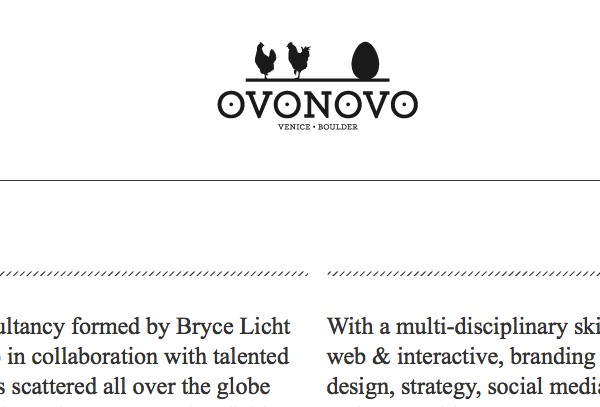 OVONOVO
VENICE • BOULDER
ultancy formed by Bryce Licht
in collaboration with talented
s scattered all over the globe
With a multi-disciplinary ski
web & interactive, branding
design, strategy, social media